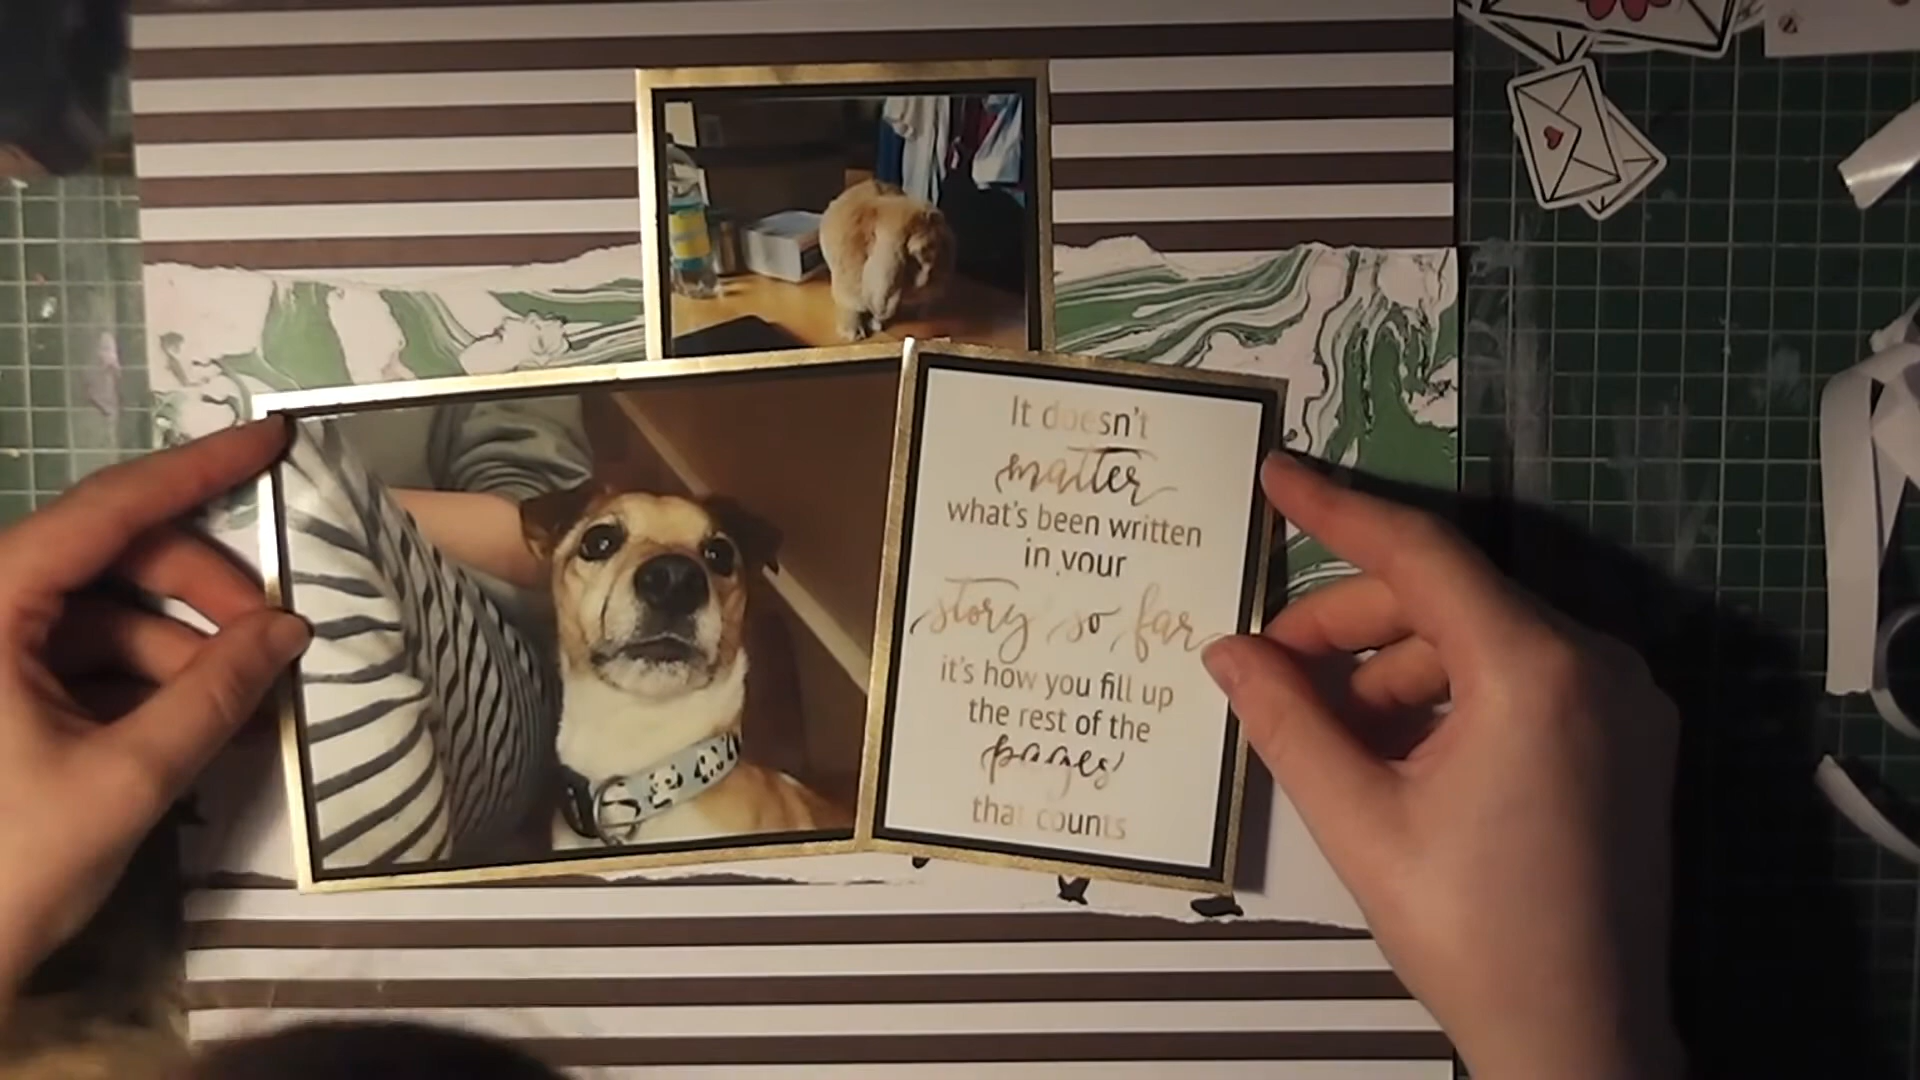 It doesn't
matter
what's been written
in your
story so far
it's how you fill up
the rest of the
pages
that counts